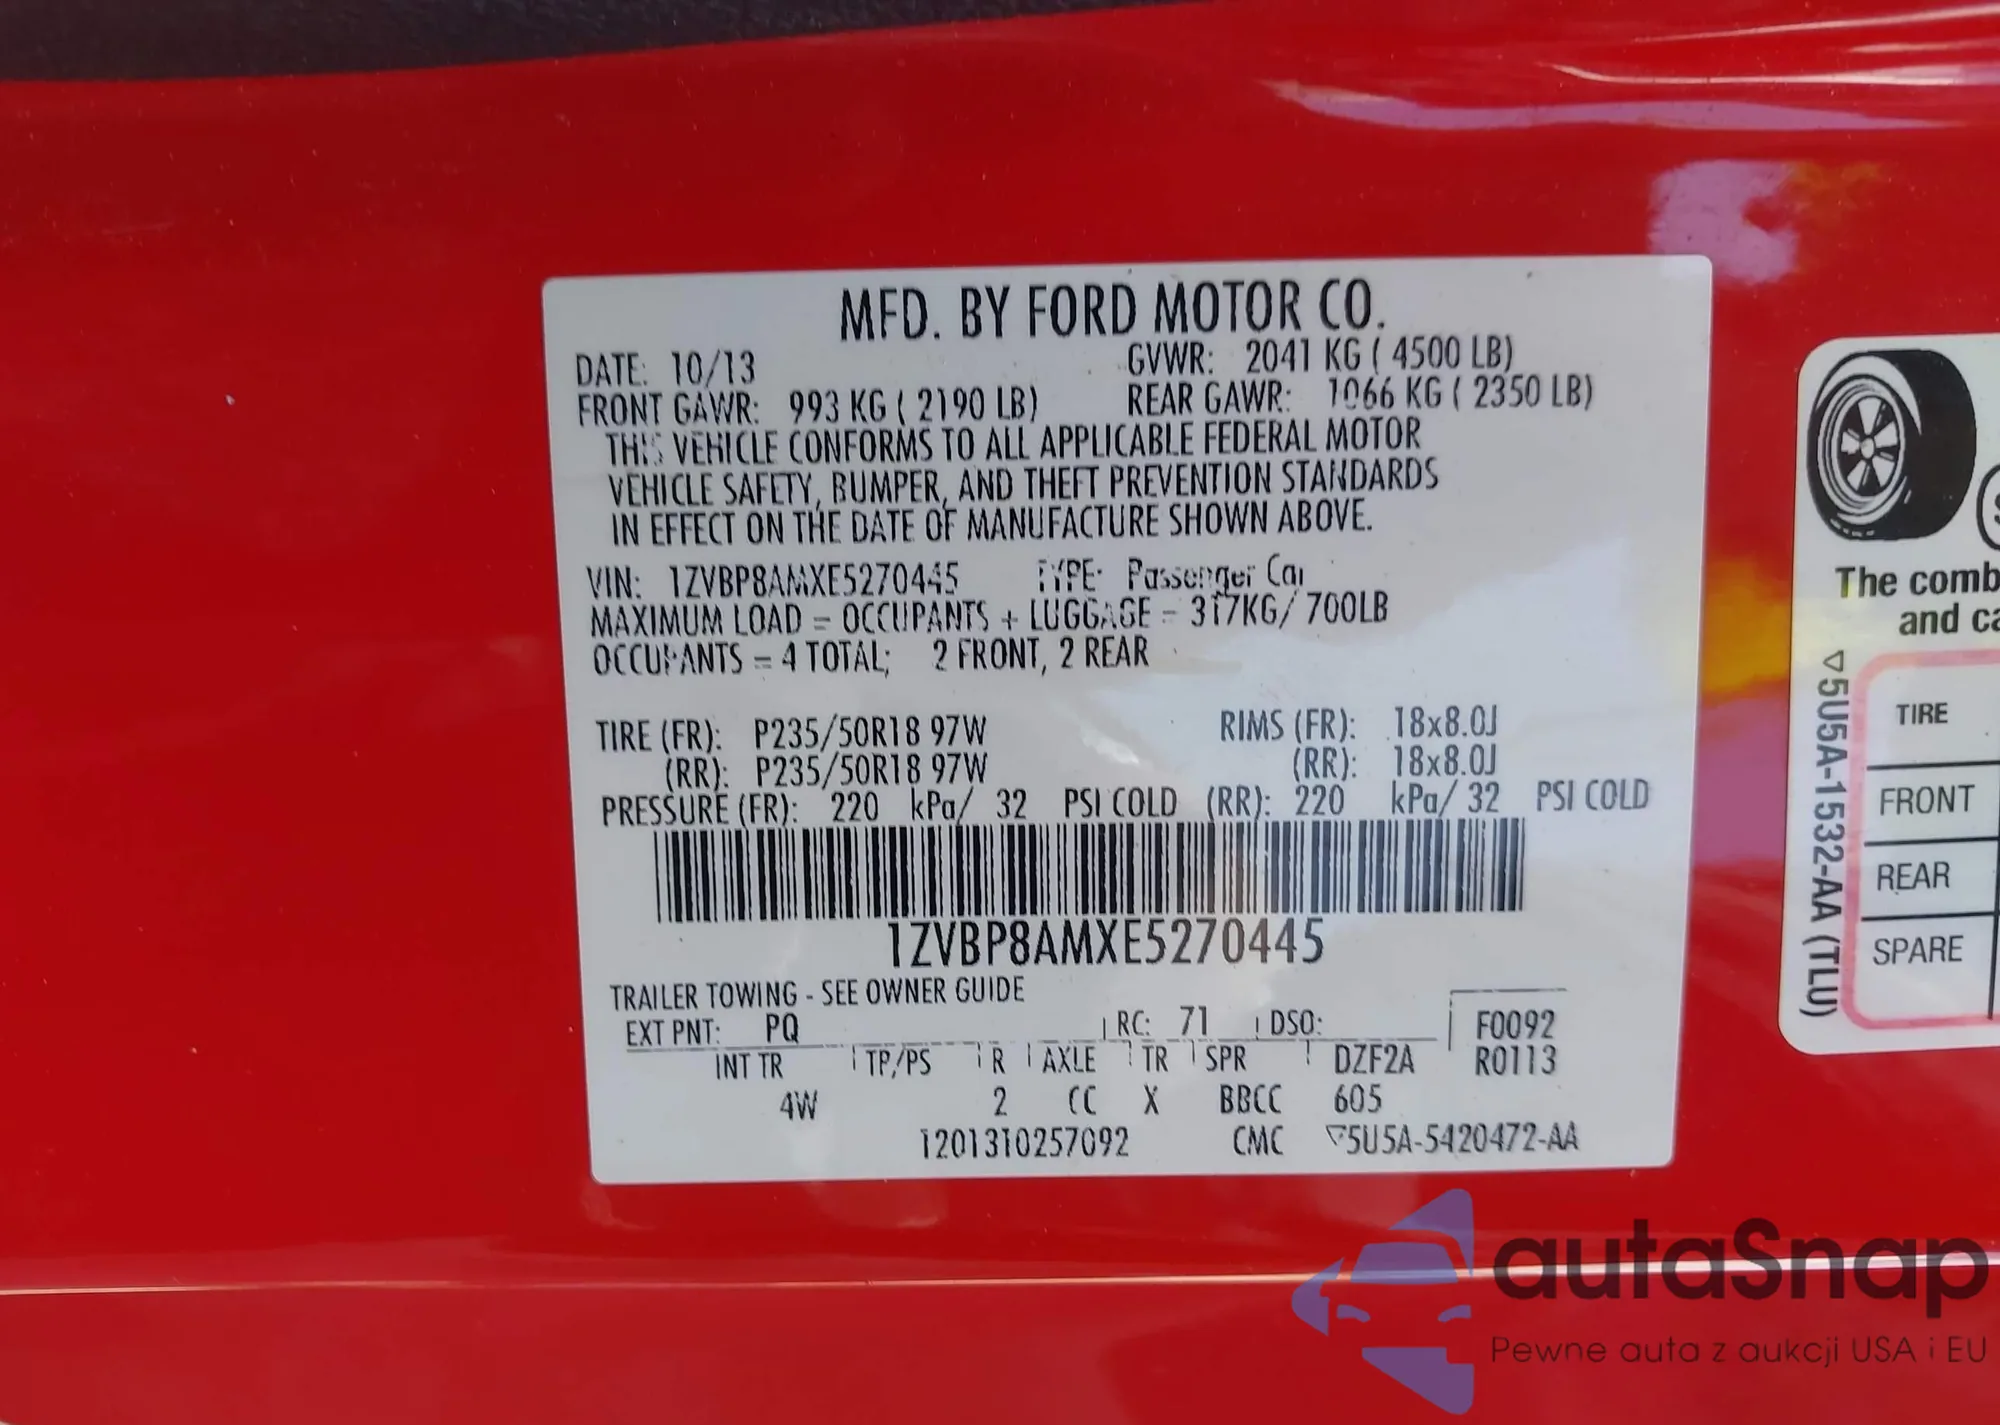 MFD. BY FORD MOTOR CO.
DATE: 10/13 GVWR: 2041 KG ( 4500 LB)
FRONT GAWR: 993 KG ( 2190 LB) REAR GAWR: 1066 KG ( 2350 LB)
THIS VEHICLE CONFORMS TO ALL APPLICABLE FEDERAL MOTOR
VEHICLE SAFETY, BUMPER, AND THEFT PREVENTION STANDARDS
IN EFFECT ON THE DATE OF MANUFACTURE SHOWN ABOVE.
VIN: 1ZVBP8AMXE5270445 TYPE: Passenger Car
MAXIMUM LOAD = OCCUPANTS + LUGGAGE = 317KG/ 700LB
OCCUPANTS = 4 TOTAL; 2 FRONT, 2 REAR
TIRE (FR): P235/50R18 97W RIMS (FR): 18x8.0J
(RR): P235/50R18 97W (RR): 18x8.0J
PRESSURE (FR): 220 kPa/ 32 PSI COLD (RR): 220 kPa/ 32 PSI COLD
1ZVBP8AMXE5270445
TRAILER TOWING - SEE OWNER GUIDE
EXT PNT: PQ RC: 71 DSO: F0092
INT TR TP/PS R AXLE TR SPR DZF2A R0113
4W 2 CC X BBCC 605
1201310257092 CMC ▽5U5A-5420472-AA
The comb
and ca
▽5U5A-1532-AA (TLU)
TIRE
FRONT
REAR
SPARE
autaSnap
Pewne auta z aukcji USA i EU